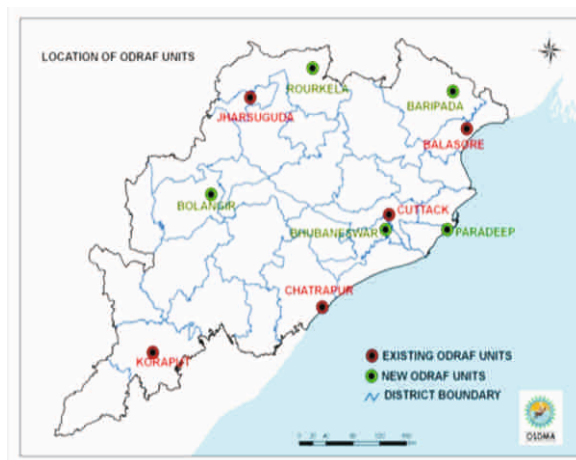 LOCATION OF ODRAF UNITS
ROURKELA
JHARSUGUDA
BARIPADA
BALASORE
BOLANGIR
CUTTACK
BHUBANESWAR
PARADEEP
CHATRAPUR
KORAPUT
EXISTING ODRAF UNITS
NEW ODRAF UNITS
DISTRICT BOUNDARY
OSDMA